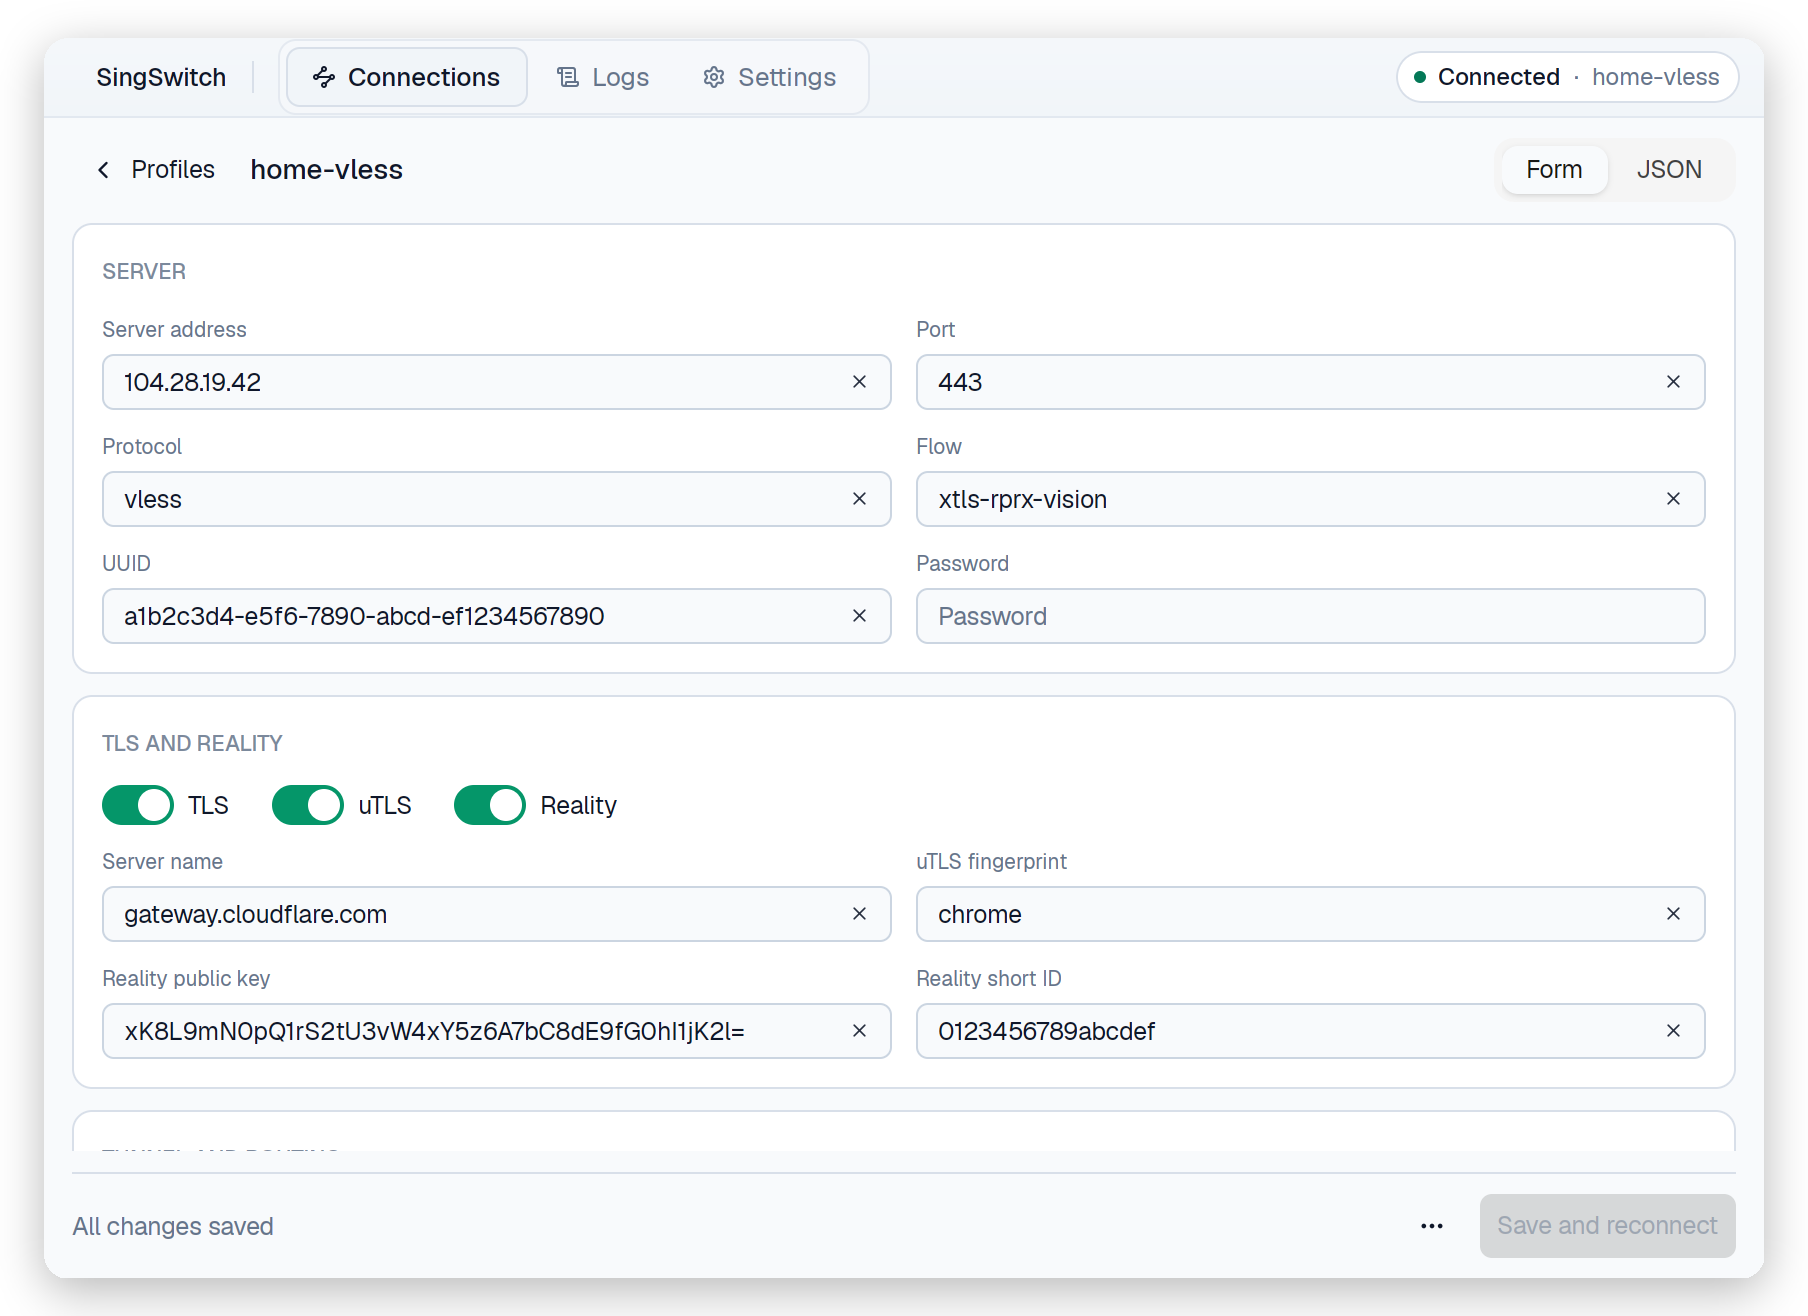 SingSwitch
Connections
Logs
Settings
Connected · home-vless
Profiles
home-vless
Form
JSON
SERVER
Server address
Port
104.28.19.42
443
Protocol
Flow
vless
xtls-rprx-vision
UUID
Password
a1b2c3d4-e5f6-7890-abcd-ef1234567890
Password
TLS AND REALITY
TLS
uTLS
Reality
Server name
uTLS fingerprint
gateway.cloudflare.com
chrome
Reality public key
Reality short ID
xK8L9mN0pQ1rS2tU3vW4xY5z6A7bC8dE9fG0hI1jK2l=
0123456789abcdef
All changes saved
Save and reconnect